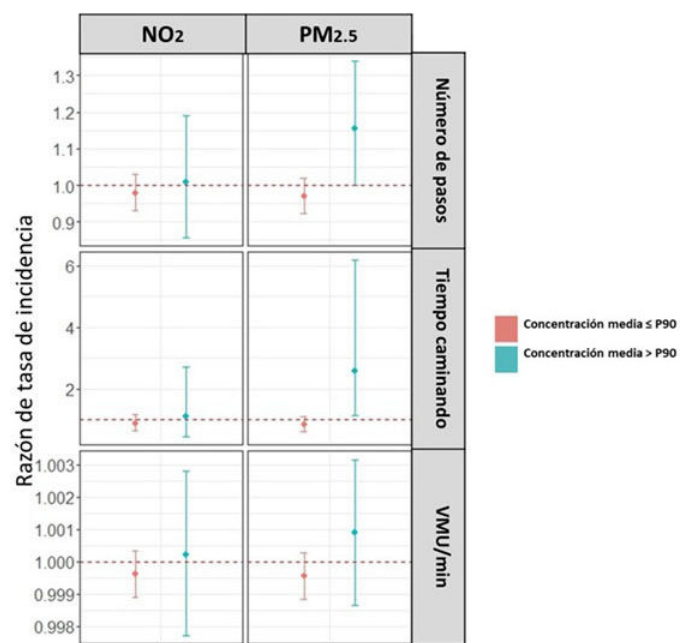 NO2
PM2.5
Razón de tasa de incidencia
1.3
1.2
1.1
1.0
0.9
Número de pasos
6
4
2
Tiempo caminando
1.003
1.002
1.001
1.000
0.999
0.998
VMU/min
Concentración media ≤ P90
Concentración media > P90